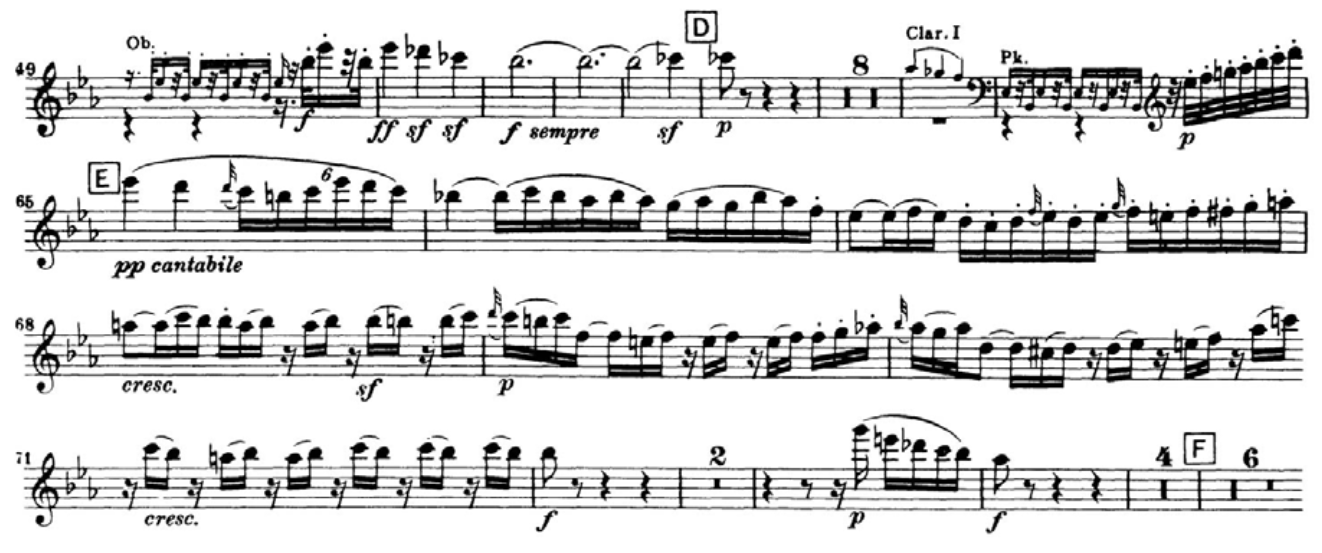 Ob. D Clar. I
49 8 Pk.
f ff sf sf f sempre sf p p
E 6
65
pp cantabile
68
cresc. sf p
71 2 4 F 6
cresc. f p f